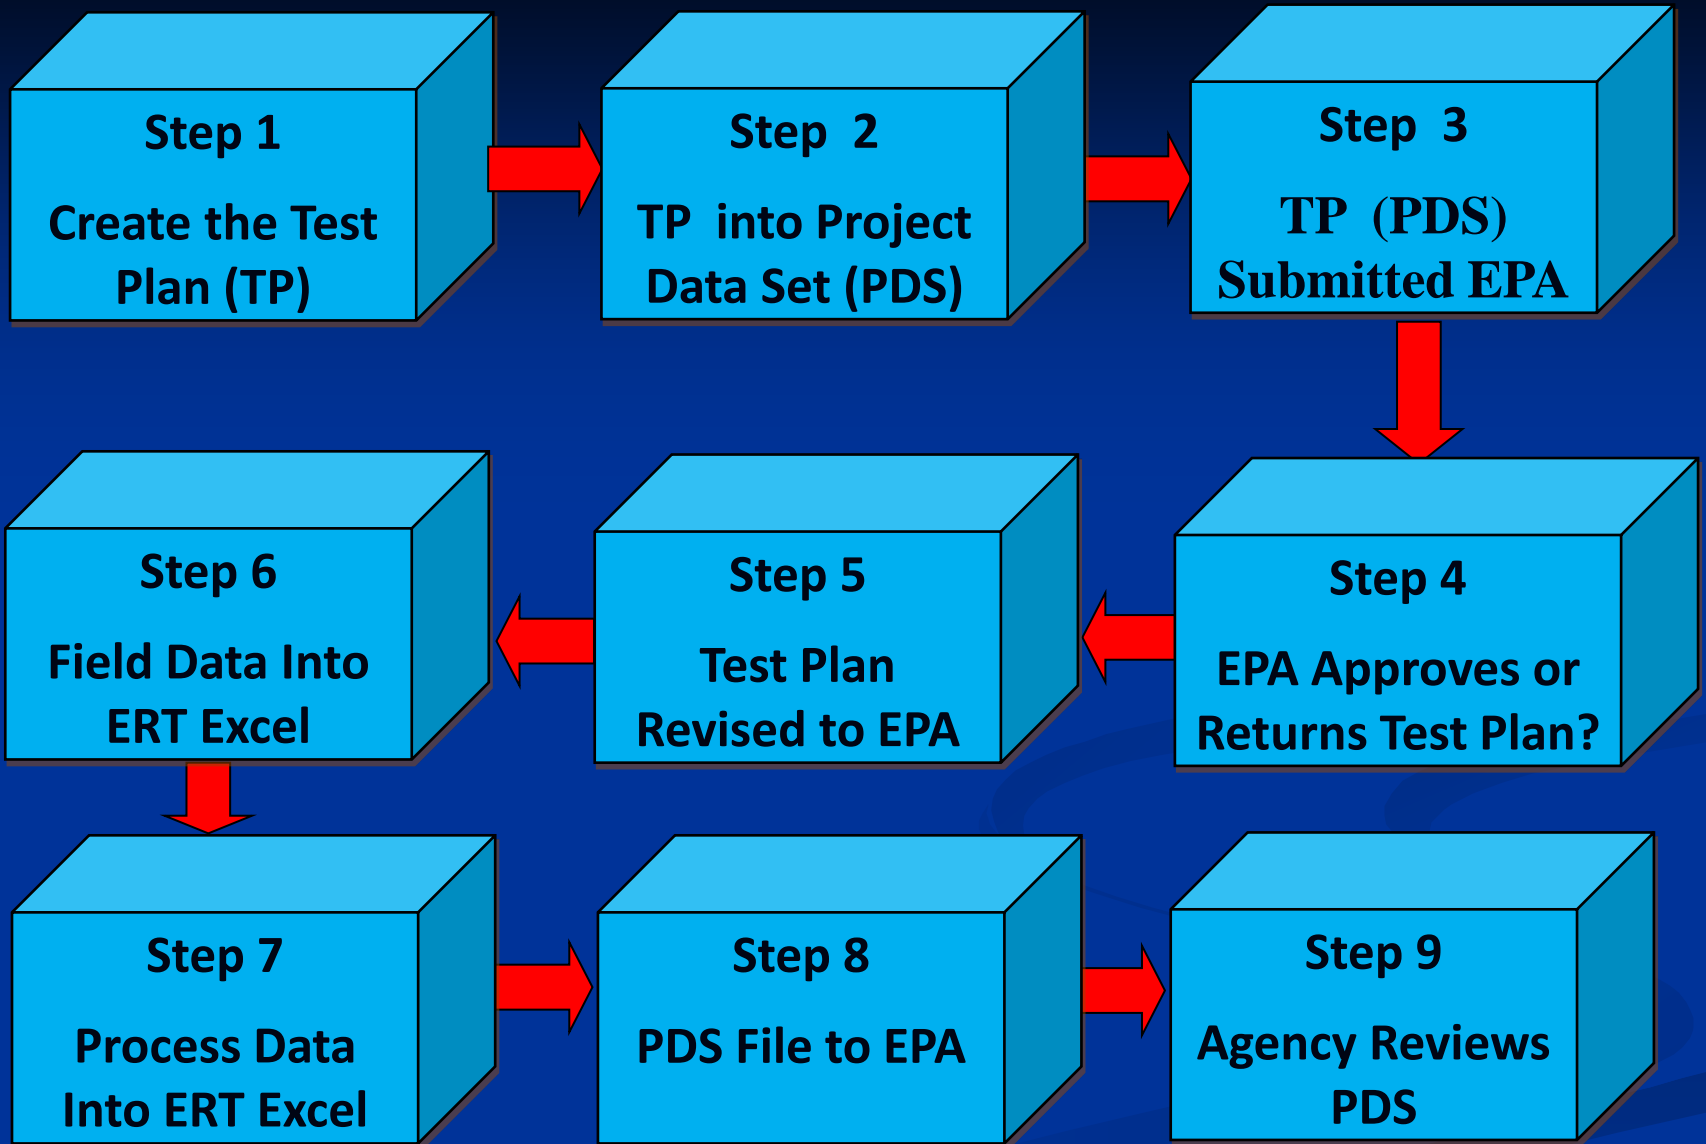 Step 1
Create the Test
Plan (TP)
Step  2
TP  into Project
Data Set (PDS)
Step  3
TP  (PDS)
Submitted EPA
Step 4
EPA Approves or
Returns Test Plan?
Step 5
Test Plan
Revised to EPA
Step 6
Field Data Into
ERT Excel
Step 7
Process Data
Into ERT Excel
Step 8
PDS File to EPA
Step 9
Agency Reviews
PDS